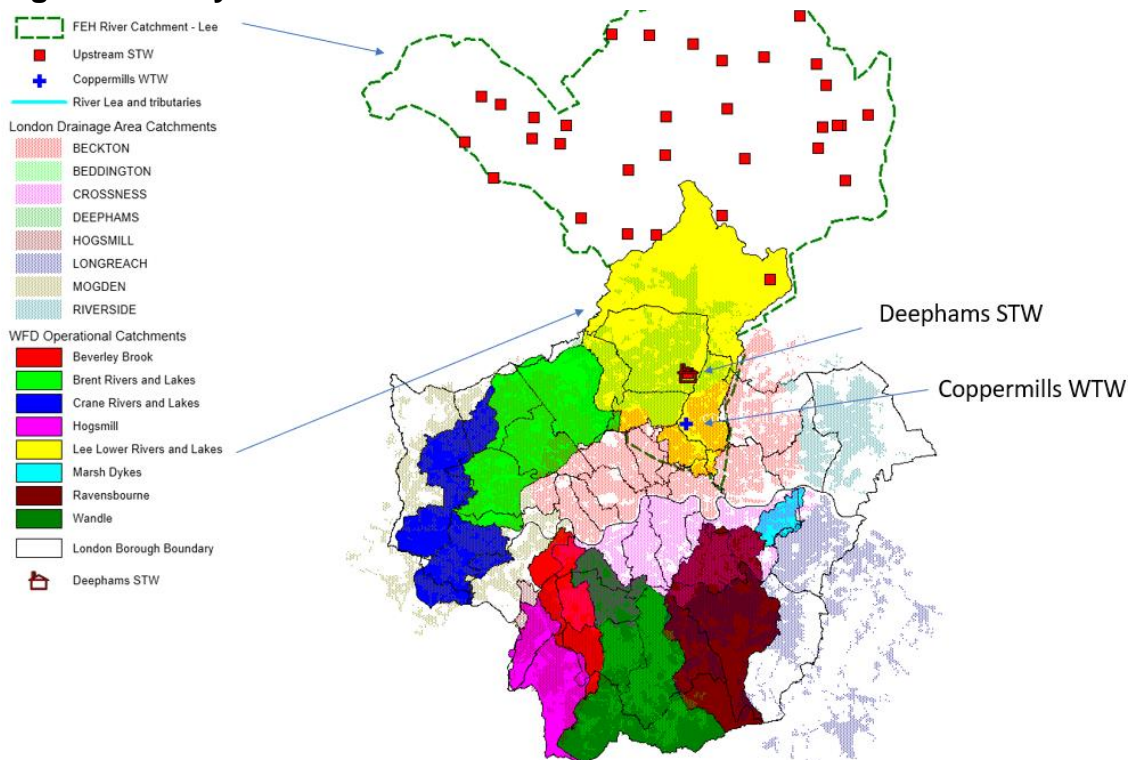 FEH River Catchment - Lee
Upstream STW
Coppermills WTW
River Lea and tributaries
London Drainage Area Catchments
BECKTON
BEDDINGTON
CROSSNESS
DEEPHAMS
HOGSMILL
LONGREACH
MOGDEN
RIVERSIDE
WFD Operational Catchments
Beverley Brook
Brent Rivers and Lakes
Crane Rivers and Lakes
Hogsmill
Lee Lower Rivers and Lakes
Marsh Dykes
Ravensbourne
Wandle
London Borough Boundary
Deephams STW
Deephams STW
Coppermills WTW